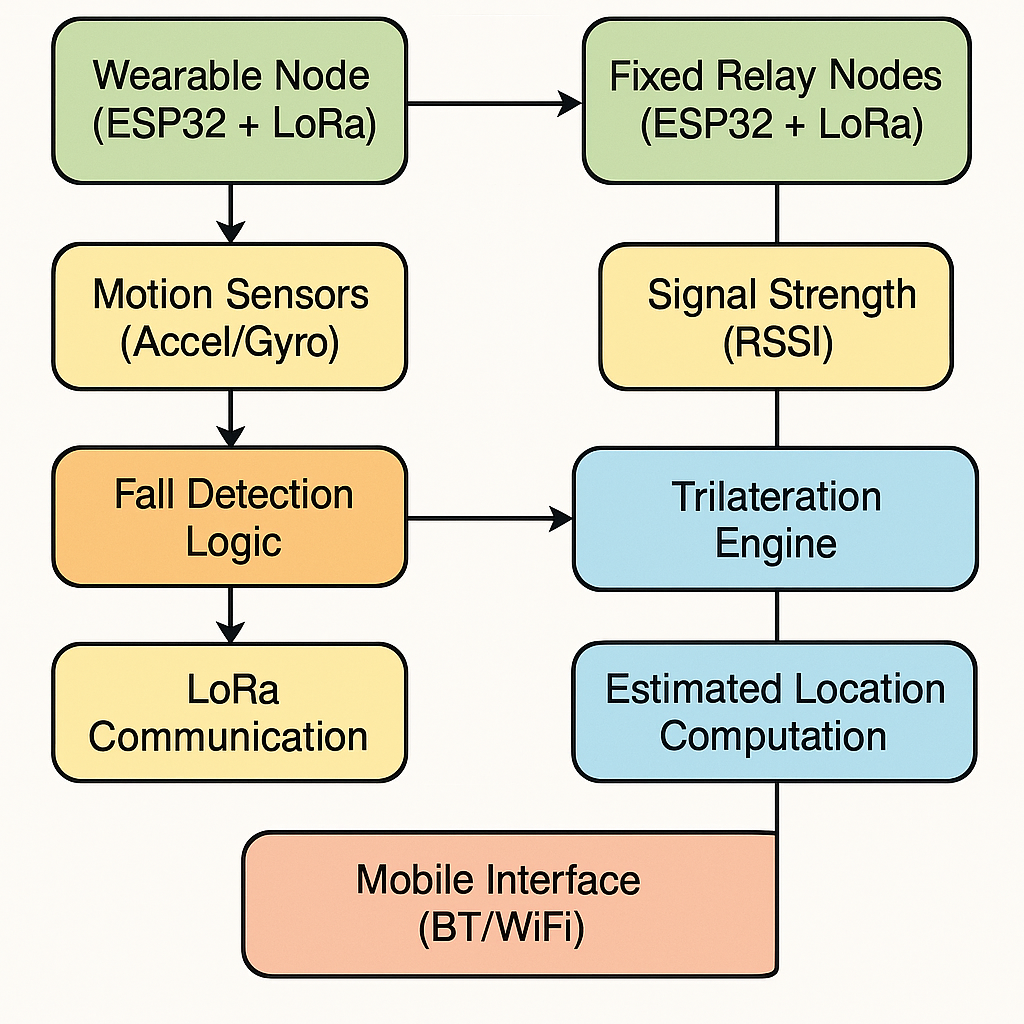 Wearable Node
(ESP32 + LoRa)
Fixed Relay Nodes
(ESP32 + LoRa)
Motion Sensors
(Accel/Gyro)
Signal Strength
(RSSI)
Fall Detection
Logic
Trilateration
Engine
LoRa
Communication
Estimated Location
Computation
Mobile Interface
(BT/WiFi)